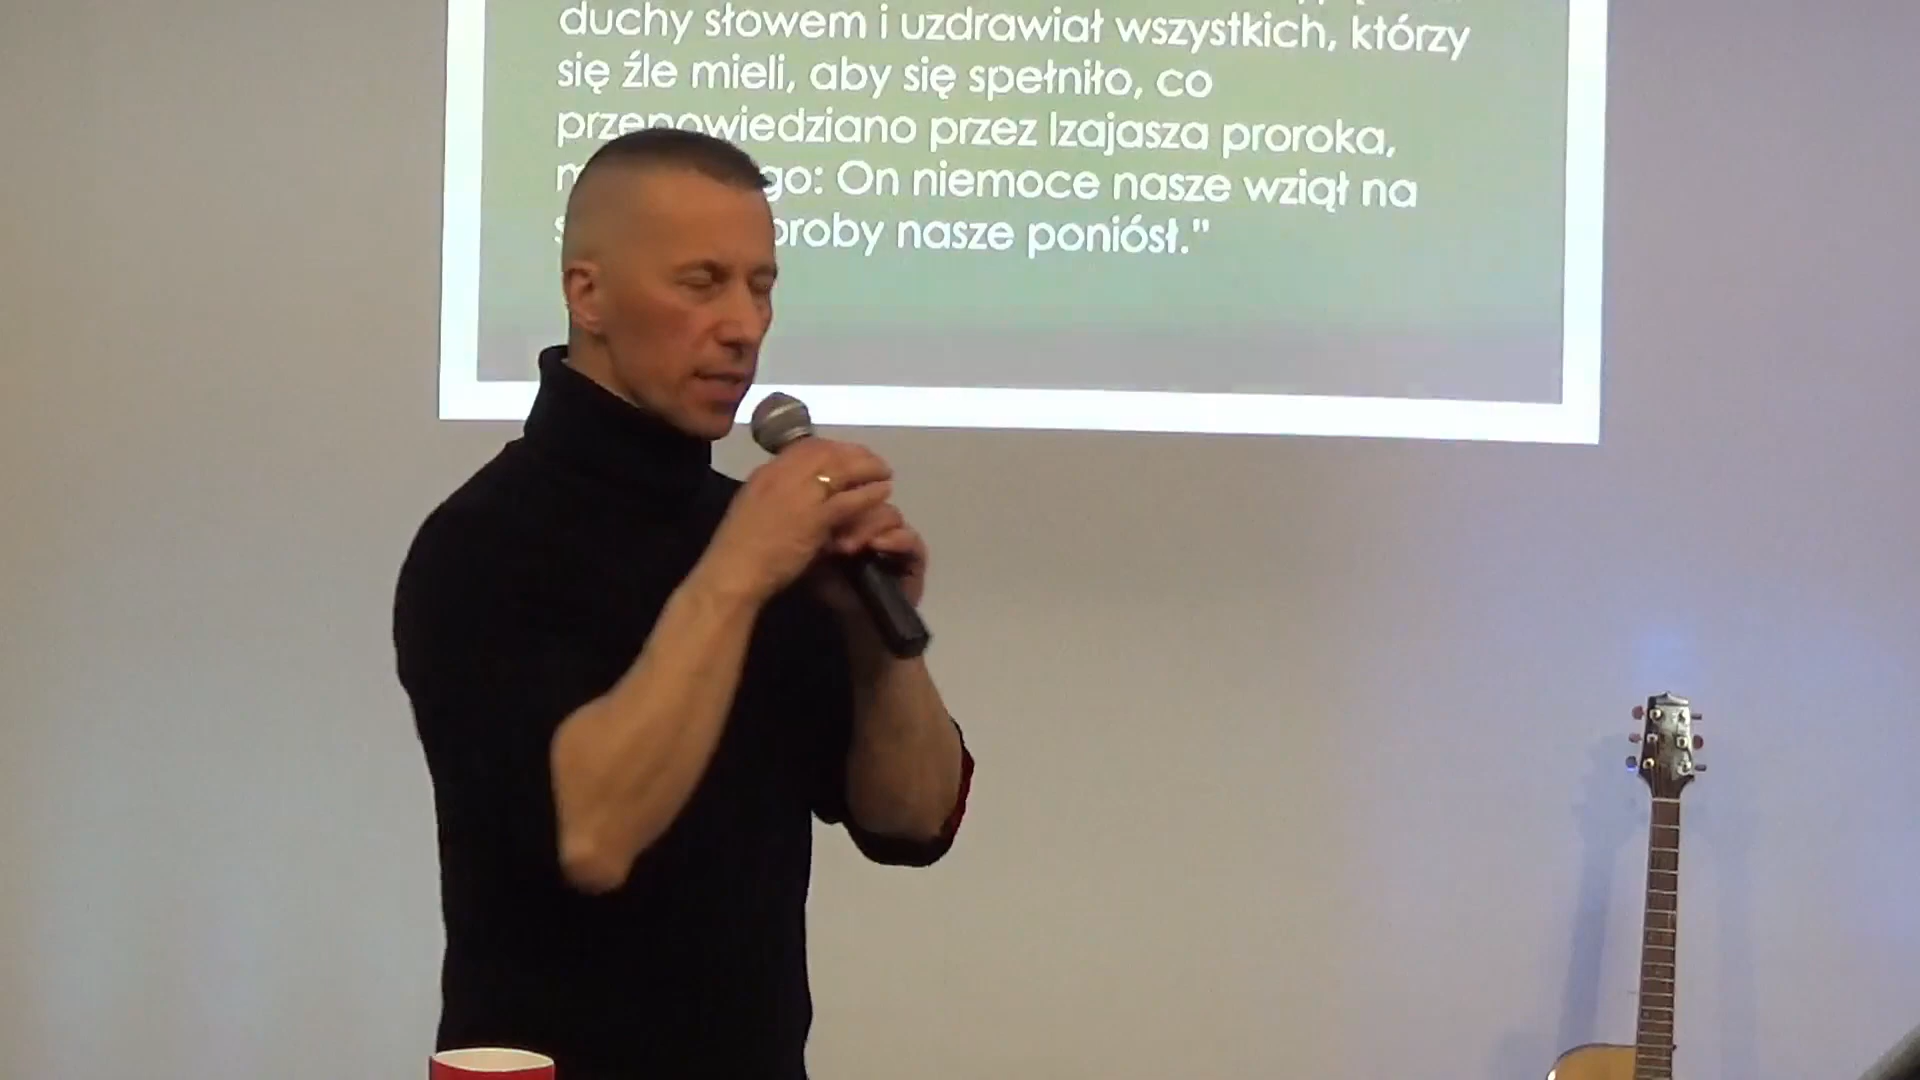 duchy słowem i uzdrawiał wszystkich, którzy
się źle mieli, aby się spełniło, co
przepowiedziano przez Izajasza proroka,
go: On niemoce nasze wziął na
nasze poniósł."